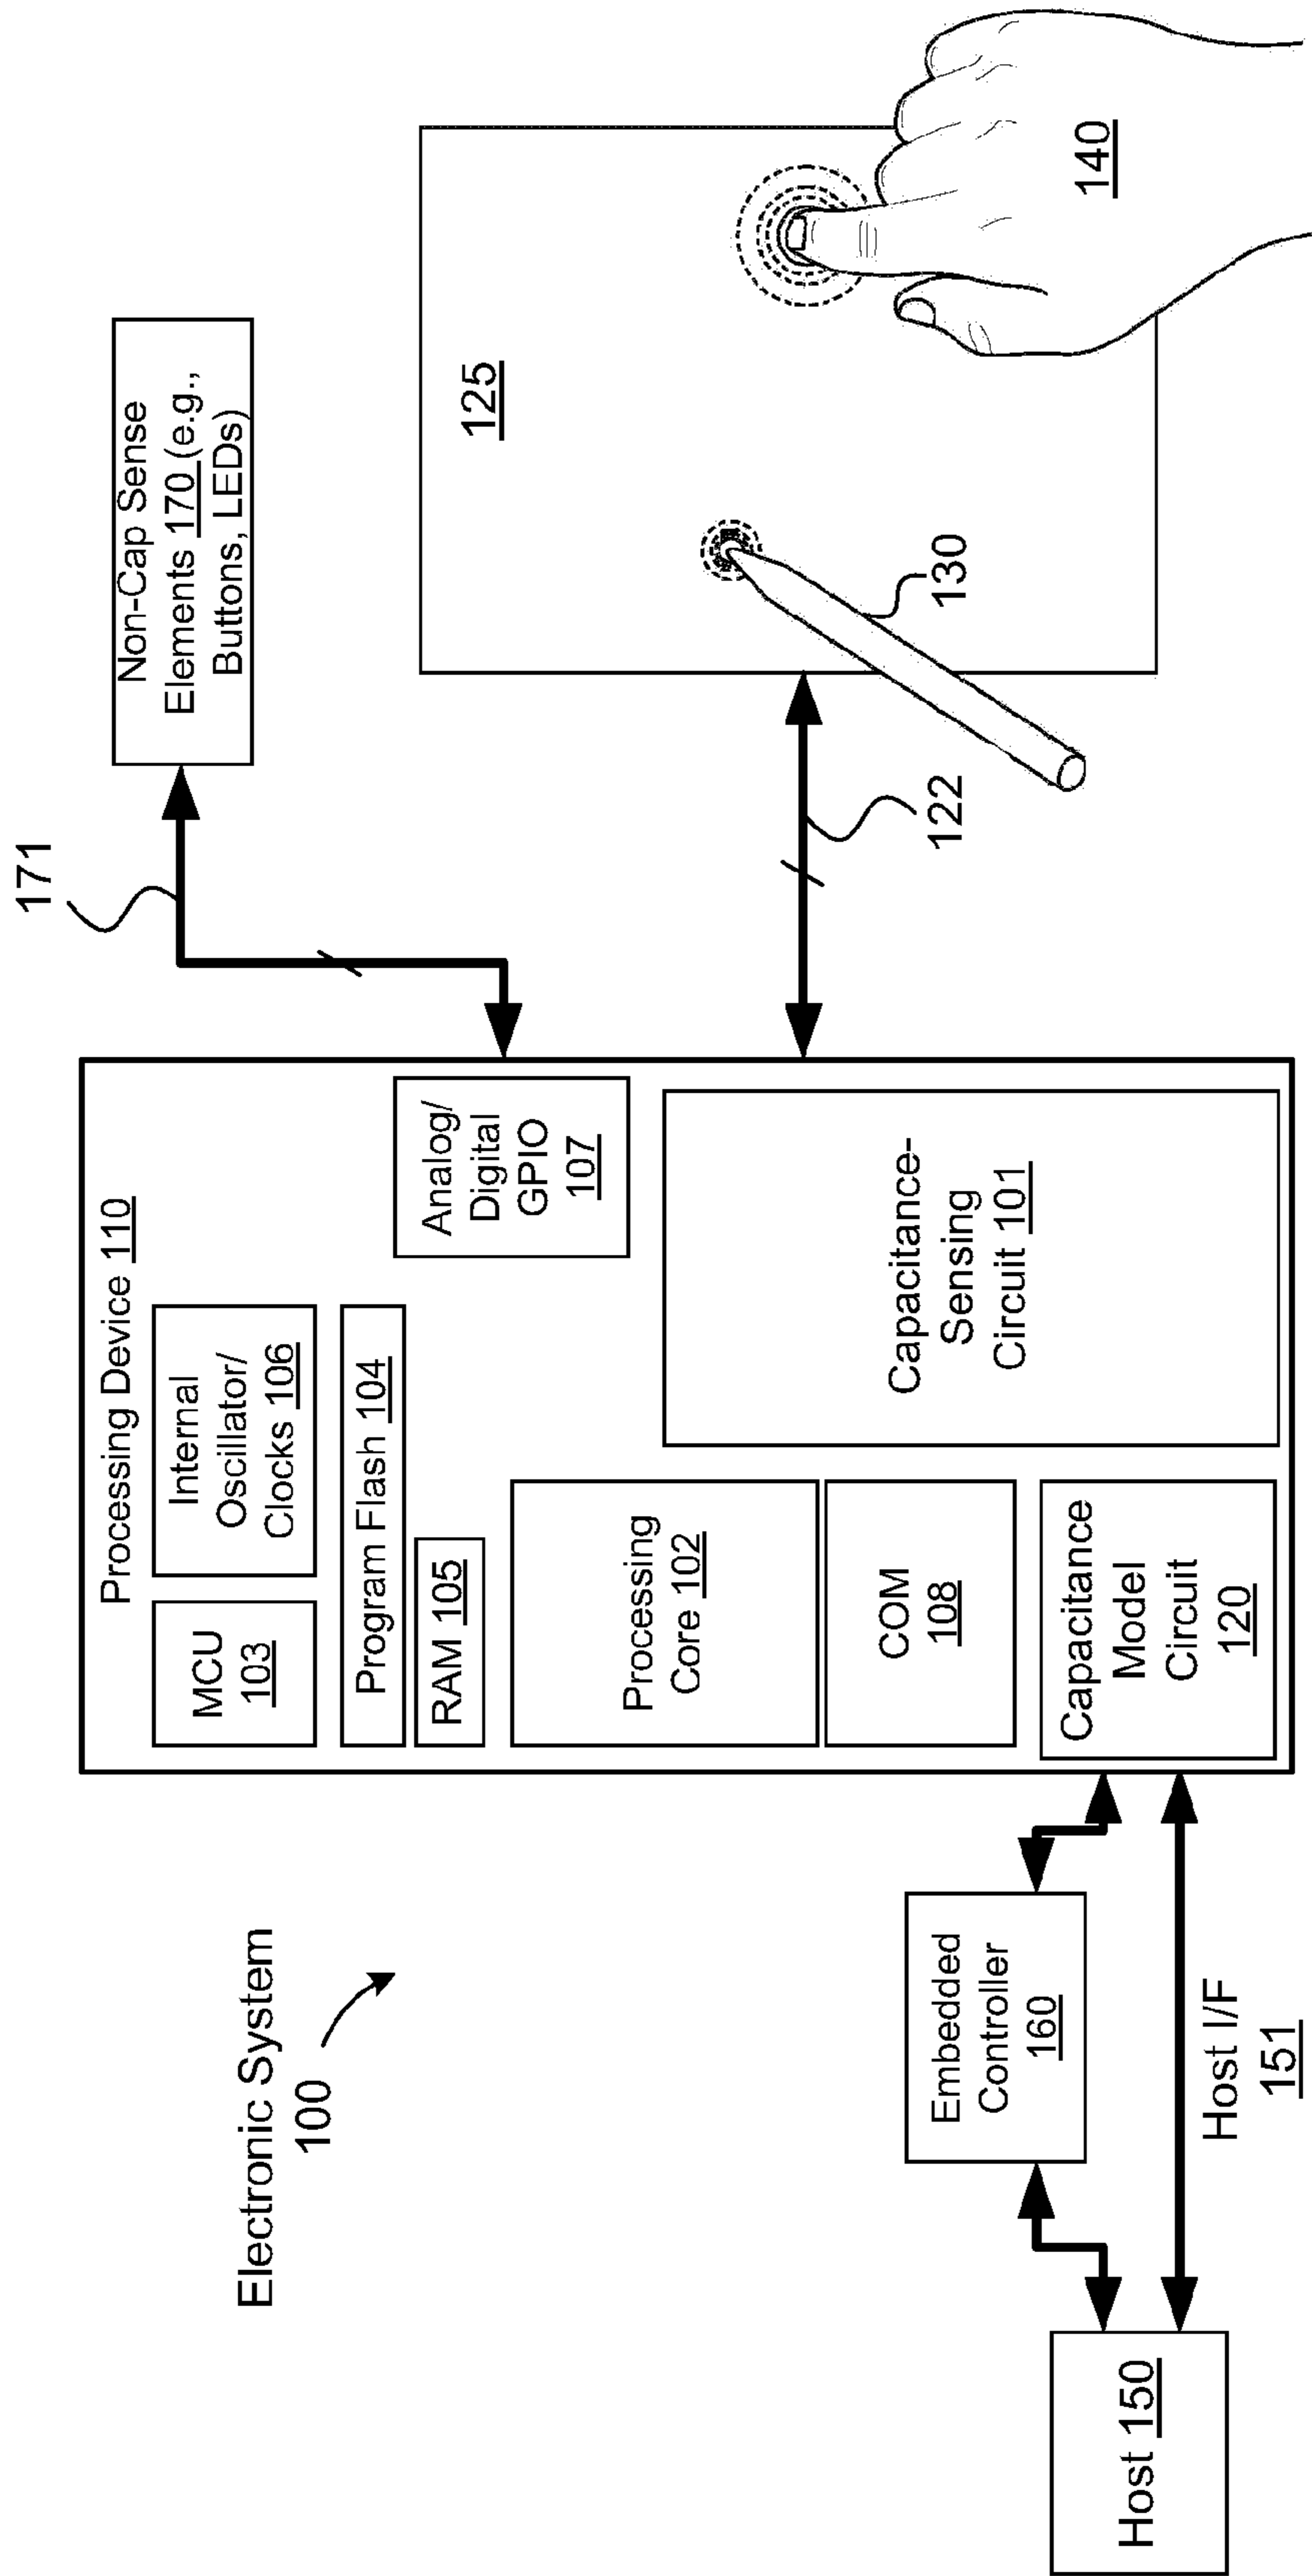 Electronic System
100
Processing Device 110
MCU
103
Internal
Oscillator/
Clocks 106
Program Flash 104
RAM 105
Analog/
Digital
GPIO
107
Processing
Core 102
COM
108
Capacitance
Model
Circuit
120
Capacitance-
Sensing
Circuit 101
171
Non-Cap Sense
Elements 170 (e.g.,
Buttons, LEDs)
125
122
130
140
Embedded
Controller
160
Host 150
Host I/F
151